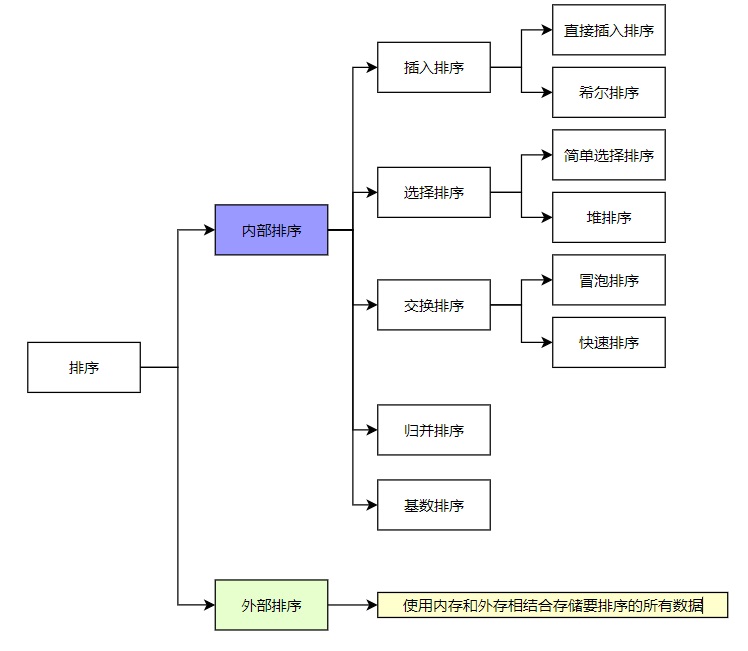 排序
内部排序
插入排序
直接插入排序
希尔排序
选择排序
简单选择排序
堆排序
交换排序
冒泡排序
快速排序
归并排序
基数排序
外部排序
使用内存和外存相结合存储要排序的所有数据